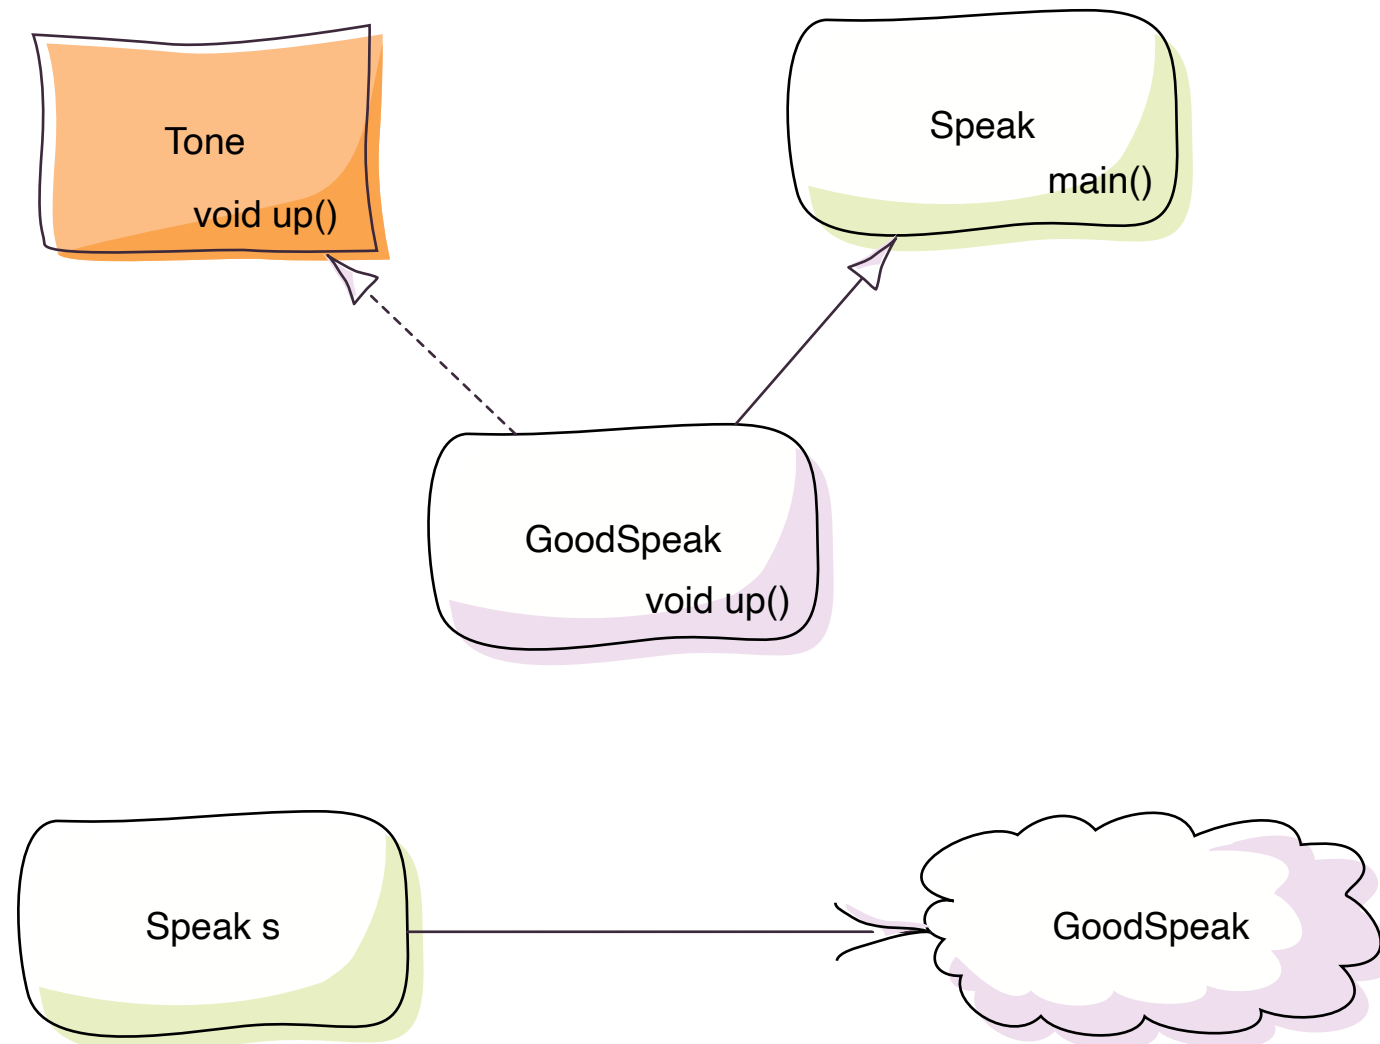 Tone
void up()
Speak
main()
GoodSpeak
void up()
Speak s
GoodSpeak